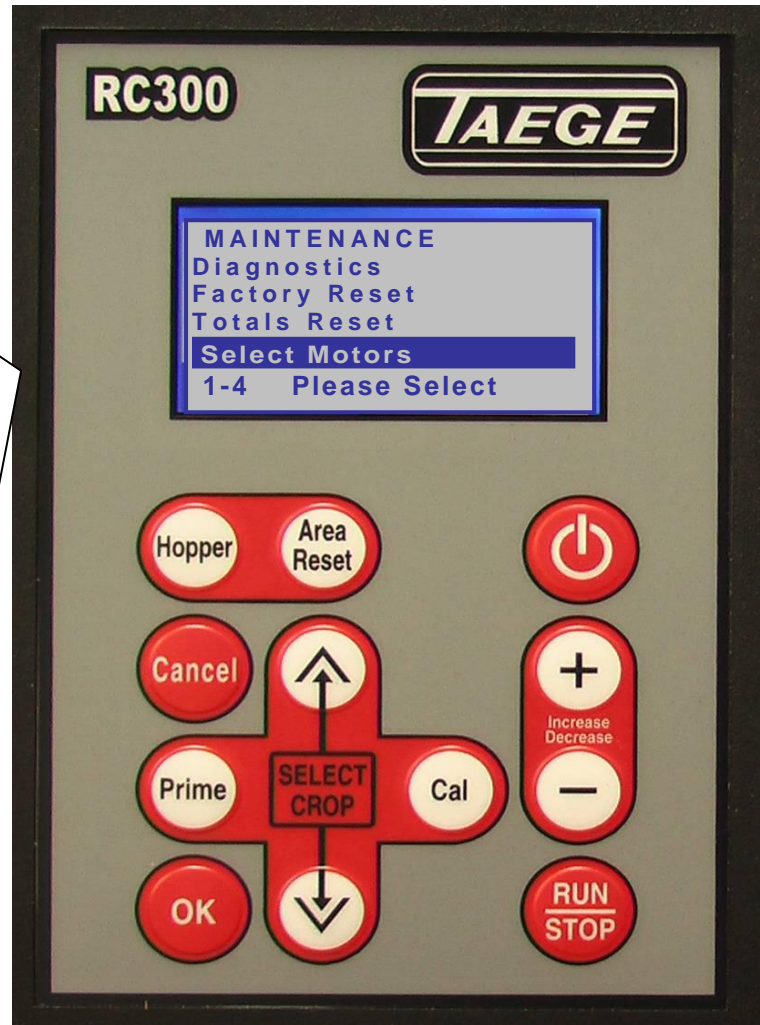 RC300
TAEGE
MAINTENANCE
Diagnostics
Factory Reset
Totals Reset
Select Motors
1-4 Please Select
Hopper
Area
Reset
Cancel
Prime
SELECT
CROP
Cal
OK
+
Increase
Decrease
−
RUN
STOP